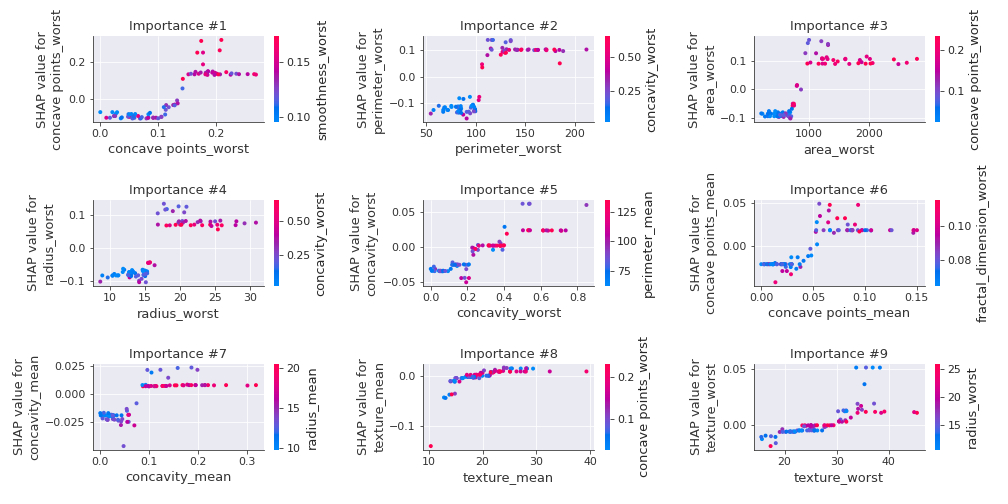 Importance #1
SHAP value for
concave points_worst
0.0
0.0
0.1
0.2
concave points_worst
0.15
0.10
smoothness_worst
Importance #2
SHAP value for
perimeter_worst
0.1
0.0
−0.1
50
100
150
200
perimeter_worst
0.50
0.25
concavity_worst
Importance #3
SHAP value for
area_worst
0.1
0.0
−0.1
1000
2000
area_worst
0.2
0.1
concave points_worst
Importance #4
SHAP value for
radius_worst
0.1
0.0
−0.1
10
15
20
25
30
radius_worst
0.50
0.25
concavity_worst
Importance #5
SHAP value for
concavity_worst
0.05
0.00
−0.05
0.0
0.2
0.4
0.6
0.8
concavity_worst
125
100
75
perimeter_mean
Importance #6
SHAP value for
concave points_mean
0.05
0.00
0.00
0.05
0.10
0.15
concave points_mean
0.10
0.08
fractal_dimension_worst
Importance #7
SHAP value for
concavity_mean
0.025
0.000
−0.025
0.0
0.1
0.2
0.3
concavity_mean
20
15
10
radius_mean
Importance #8
SHAP value for
texture_mean
0.0
−0.1
10
20
30
40
texture_mean
0.2
0.1
concave points_worst
Importance #9
SHAP value for
texture_worst
0.05
0.00
20
30
40
texture_worst
25
20
15
radius_worst